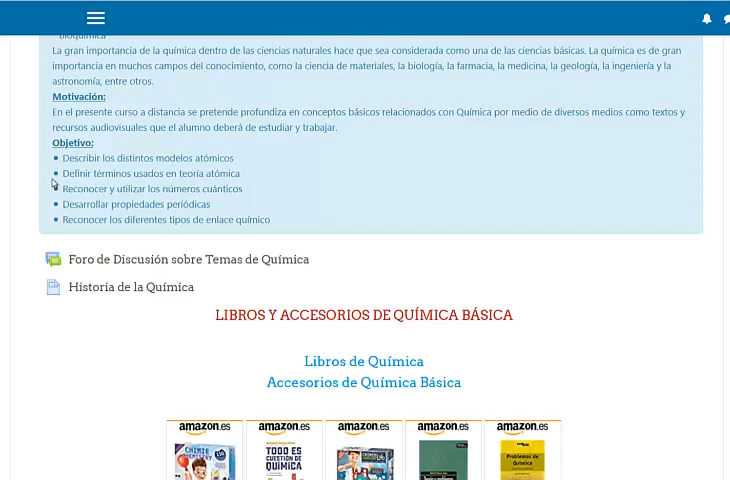 bioquímica
La gran importancia de la química dentro de las ciencias naturales hace que sea considerada como una de las ciencias básicas. La química es de gran
importancia en muchos campos del conocimiento, como la ciencia de materiales, la biología, la farmacia, la medicina, la geología, la ingeniería y la
astronomía, entre otros.
Motivación:
En el presente curso a distancia se pretende profundiza en conceptos básicos relacionados con Química por medio de diversos medios como textos y
recursos audiovisuales que el alumno deberá de estudiar y trabajar.
Objetivo:
Describir los distintos modelos atómicos
Definir términos usados en teoría atómica
Reconocer y utilizar los números cuánticos
Desarrollar propiedades periódicas
Reconocer los diferentes tipos de enlace químico
Foro de Discusión sobre Temas de Química
Historia de la Química
LIBROS Y ACCESORIOS DE QUÍMICA BÁSICA
Libros de Química
Accesorios de Química Básica
amazon.es amazon.es amazon.es amazon.es amazon.es
CHIMIE
CHEMISTRY
TODO ES
CUESTIÓN DE
QUÍMICA
Problemas de
Química